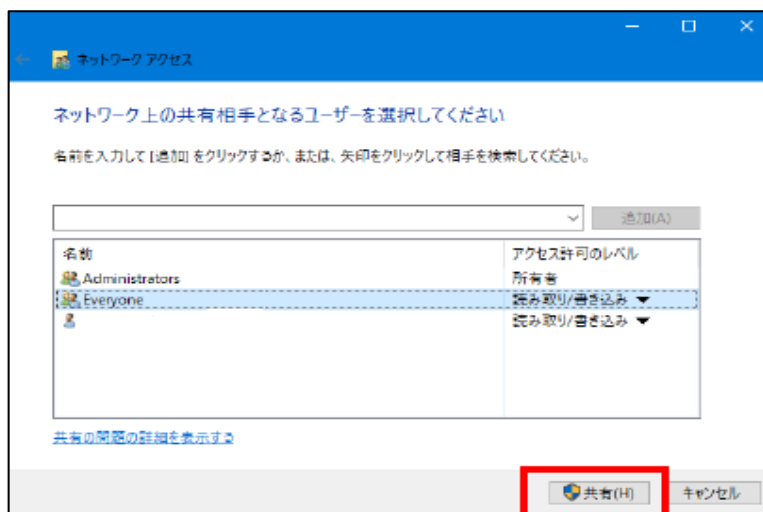 ネットワーク アクセス
ネットワーク上の共有相手となるユーザーを選択してください
名前を入力して [追加] をクリックするか、または、矢印をクリックして相手を検索してください。
追加(A)
名前 アクセス許可のレベル
Administrators 所有者
Everyone 読み取り/書き込み
読み取り/書き込み
共有の問題の詳細を表示する
共有(H) キャンセル